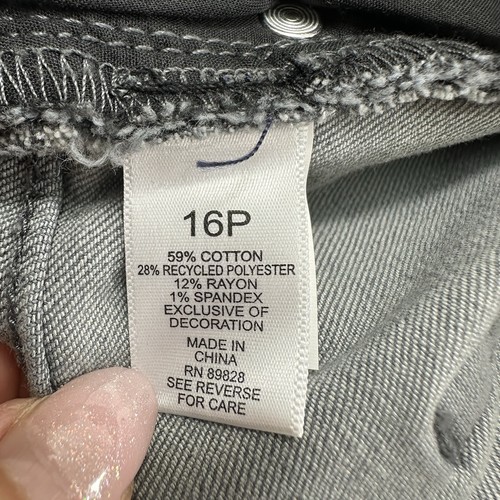 16P
59% COTTON
28% RECYCLED POLYESTER
12% RAYON
1% SPANDEX
EXCLUSIVE OF
DECORATION
MADE IN
CHINA
RN 89828
SEE REVERSE
FOR CARE